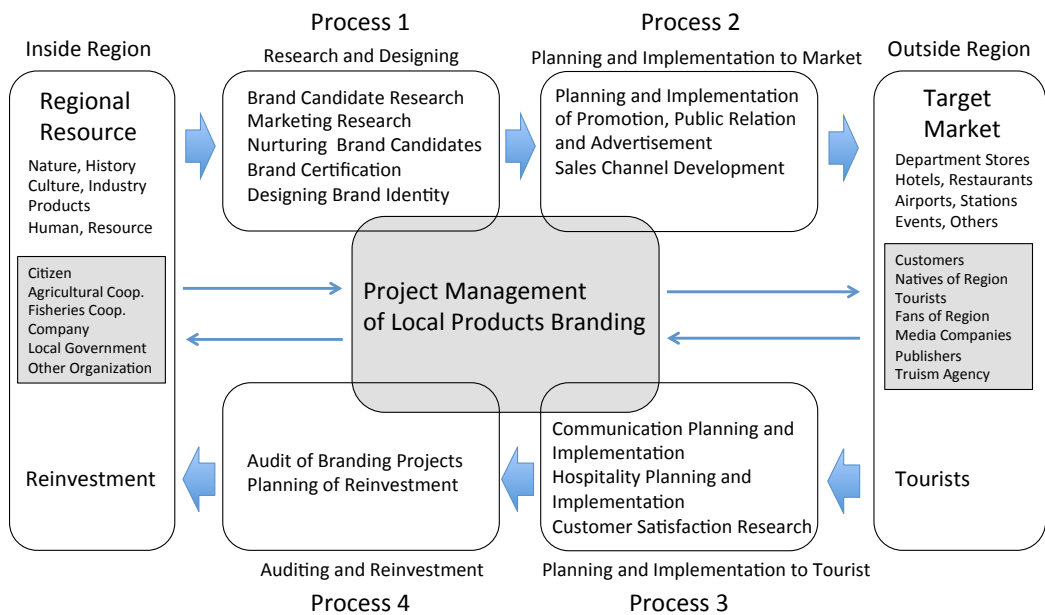 Process 1
Process 2
Inside Region
Research and Designing
Planning and Implementation to Market
Outside Region
Regional
Resource
Nature, History
Culture, Industry
Products
Human, Resource
Citizen
Agricultural Coop.
Fisheries Coop.
Company
Local Government
Other Organization
Reinvestment
Brand Candidate Research
Marketing Research
Nurturing Brand Candidates
Brand Certification
Designing Brand Identity
Planning and Implementation
of Promotion, Public Relation
and Advertisement
Sales Channel Development
Project Management
of Local Products Branding
Target
Market
Department Stores
Hotels, Restaurants
Airports, Stations
Events, Others
Customers
Natives of Region
Tourists
Fans of Region
Media Companies
Publishers
Truism Agency
Tourists
Communication Planning and
Implementation
Hospitality Planning and
Implementation
Customer Satisfaction Research
Audit of Branding Projects
Planning of Reinvestment
Auditing and Reinvestment
Planning and Implementation to Tourist
Process 4
Process 3